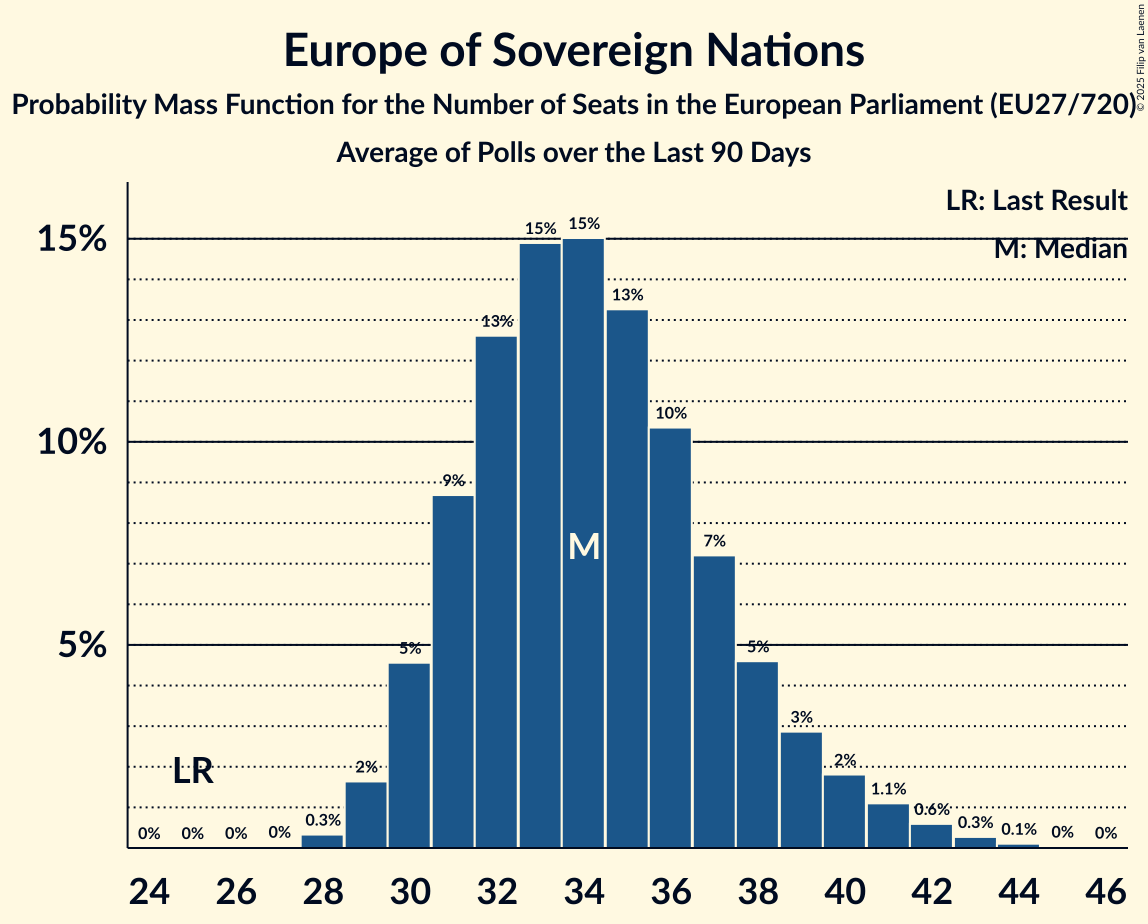 Europe of Sovereign Nations
Probability Mass Function for the Number of Seats in the European Parliament (EU27/720)
Average of Polls over the Last 90 Days
© 2025 Filip van Laenen
LR: Last Result
M: Median
15%
10%
5%
0%
0%
0%
0%
0.3%
2%
5%
9%
13%
15%
15%
13%
10%
7%
5%
3%
2%
1.1%
0.6%
0.3%
0.1%
0%
0%
LR
M
24 26 28 30 32 34 36 38 40 42 44 46